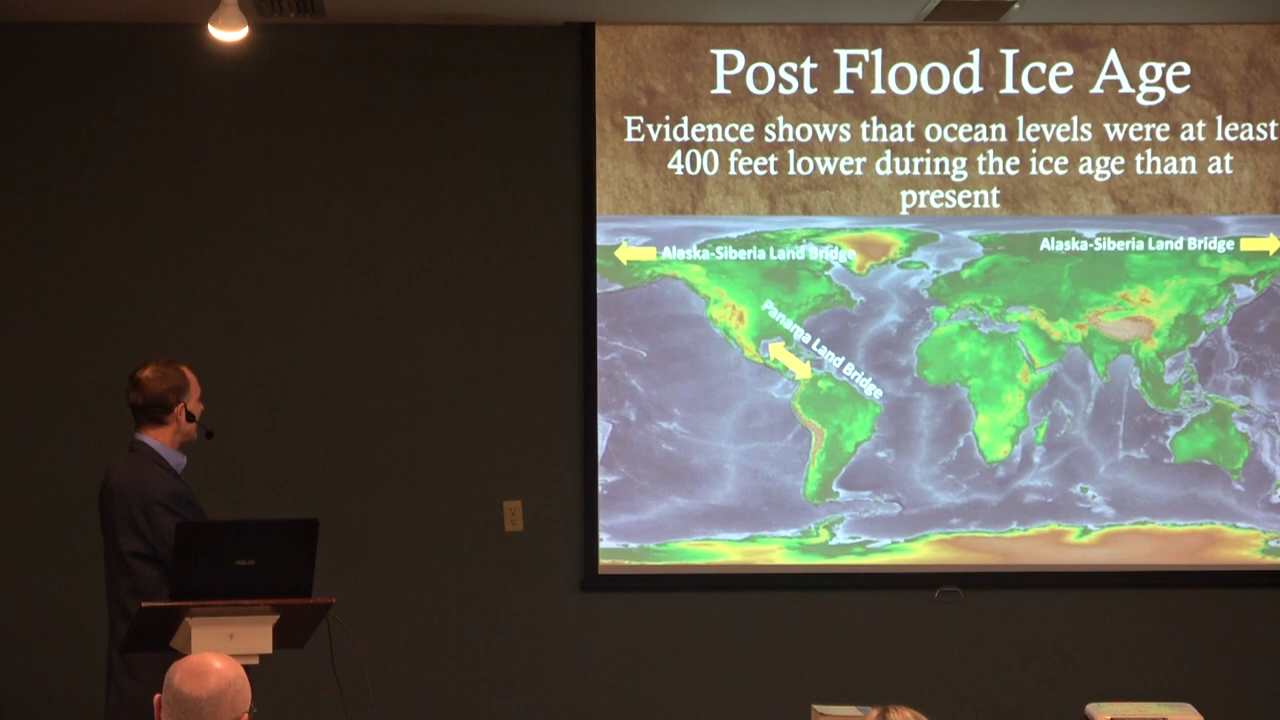 Post Flood Ice Age
Evidence shows that ocean levels were at least
400 feet lower during the ice age than at
present
Alaska-Siberia Land Bridge
Alaska-Siberia Land Bridge
Panama Land Bridge
ASUS